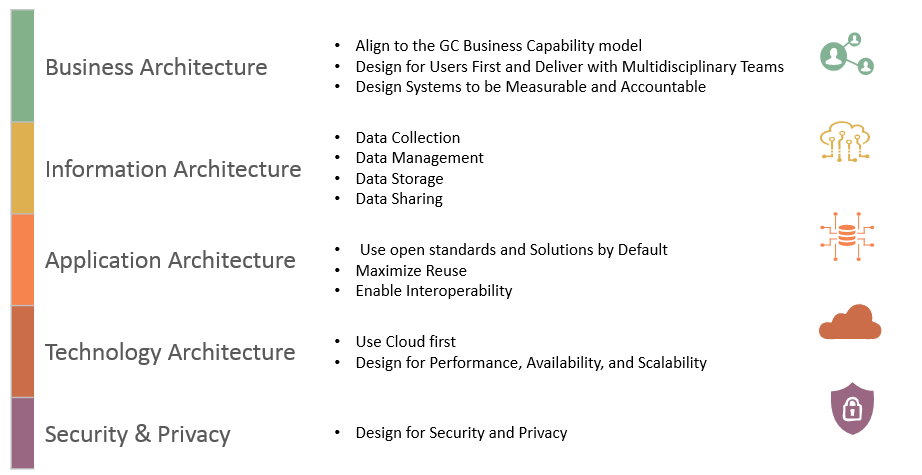 Business Architecture
• Align to the GC Business Capability model
• Design for Users First and Deliver with Multidisciplinary Teams
• Design Systems to be Measurable and Accountable
Information Architecture
• Data Collection
• Data Management
• Data Storage
• Data Sharing
Application Architecture
• Use open standards and Solutions by Default
• Maximize Reuse
• Enable Interoperability
Technology Architecture
• Use Cloud first
• Design for Performance, Availability, and Scalability
Security & Privacy
• Design for Security and Privacy